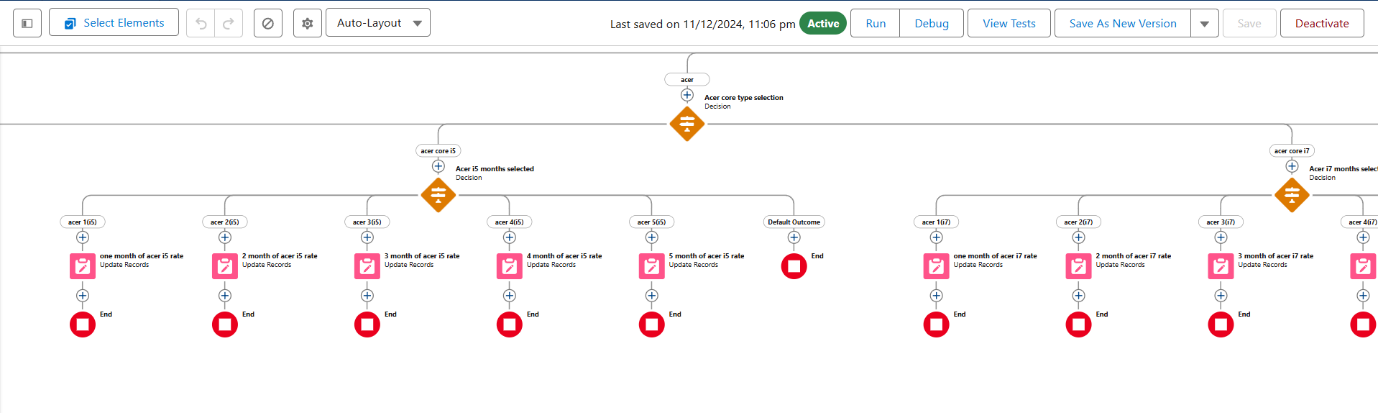 Select Elements
Auto-Layout
Last saved on 11/12/2024, 11:06 pm
Active
Run
Debug
View Tests
Save As New Version
Save
Deactivate
acer
Acer core type selection
Decision
acer core i5
Acer i5 months selected
Decision
acer core i7
Acer i7 months select
Decision
acer 1(i5)
acer 2(i5)
acer 3(i5)
acer 4(i5)
acer 5(i5)
Default Outcome
acer 1(i7)
acer 2(i7)
acer 3(i7)
acer 4(i7)
one month of acer i5 rate
Update Records
2 month of acer i5 rate
Update Records
3 month of acer i5 rate
Update Records
4 month of acer i5 rate
Update Records
5 month of acer i5 rate
Update Records
End
one month of acer i7 rate
Update Records
2 month of acer i7 rate
Update Records
3 month of acer i7 rate
Update Records
End
End
End
End
End
End
End
End